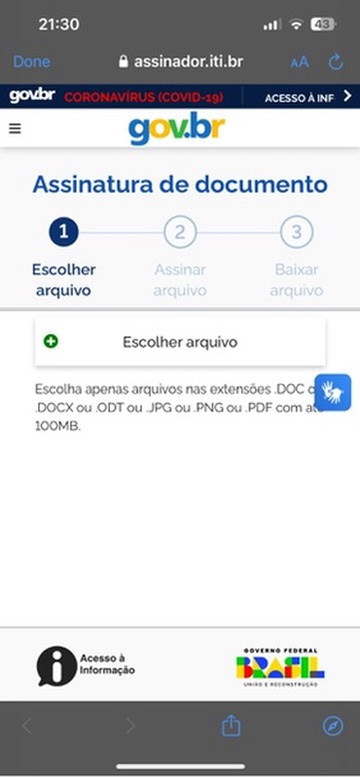 21:30
43
Done
assinador.iti.br
AA
gov.br
CORONAVÍRUS (COVID-19)
ACESSO À INF
gov.br
Assinatura de documento
1
2
3
Escolher arquivo
Assinar arquivo
Baixar arquivo
Escolher arquivo
Escolha apenas arquivos nas extensões .DOC o
.DOCX ou .ODT ou .JPG ou .PNG ou .PDF com até
100MB.
Acesso à
Informação
GOVERNO FEDERAL
BRASIL
UNIÃO E RECONSTRUÇÃO